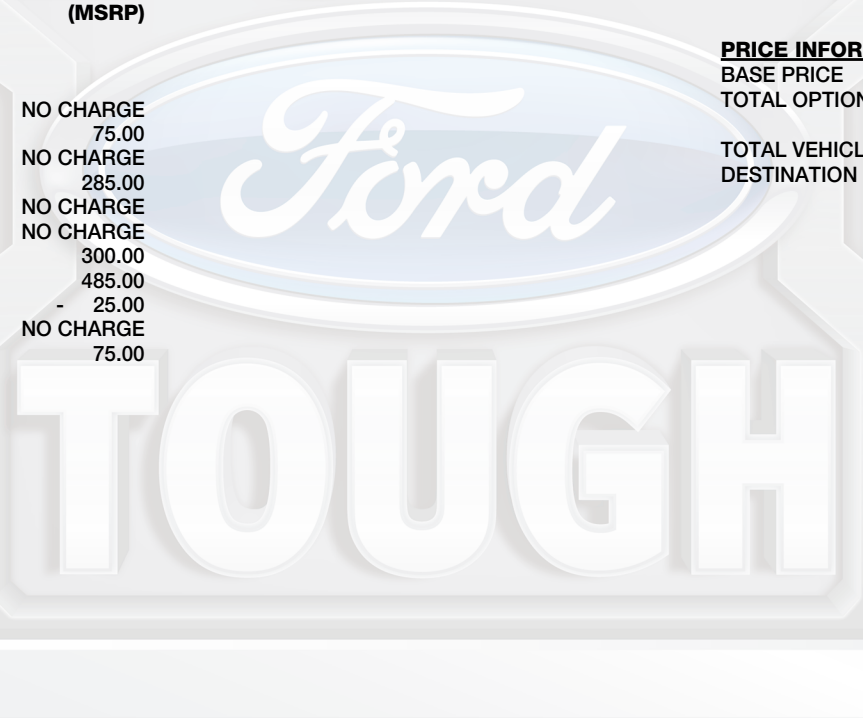 (MSRP)
NO CHARGE
75.00
NO CHARGE
285.00
NO CHARGE
NO CHARGE
300.00
485.00
- 25.00
NO CHARGE
75.00
PRICE INFOR
BASE PRICE
TOTAL OPTION
TOTAL VEHICL
DESTINATION
Ford
TOUGH